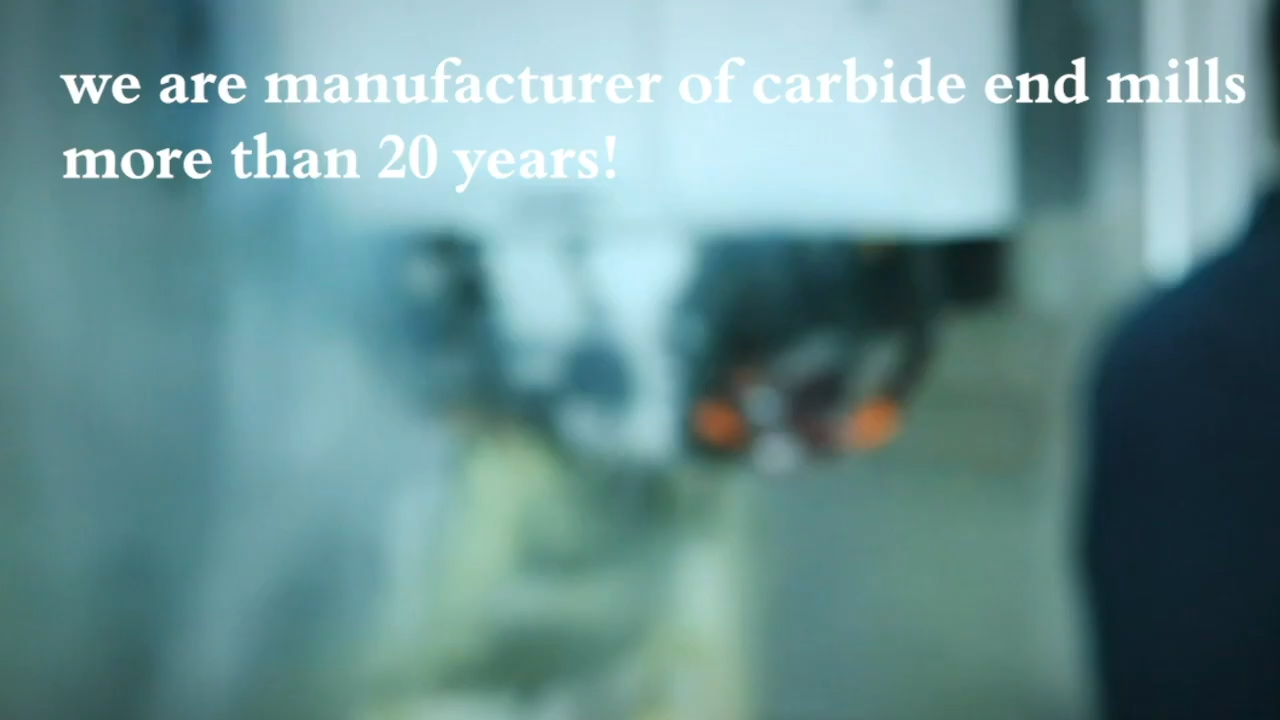 we are manufacturer of carbide end mills
more than 20 years!